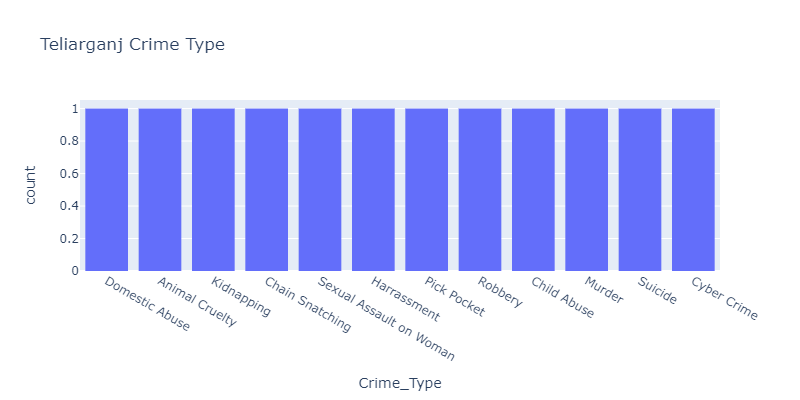 Teliarganj Crime Type
count
1
0.8
0.6
0.4
0.2
0
Domestic Abuse
Animal Cruelty
Kidnapping
Chain Snatching
Sexual Assault on Woman
Harrassment
Pick Pocket
Robbery
Child Abuse
Murder
Suicide
Cyber Crime
Crime_Type